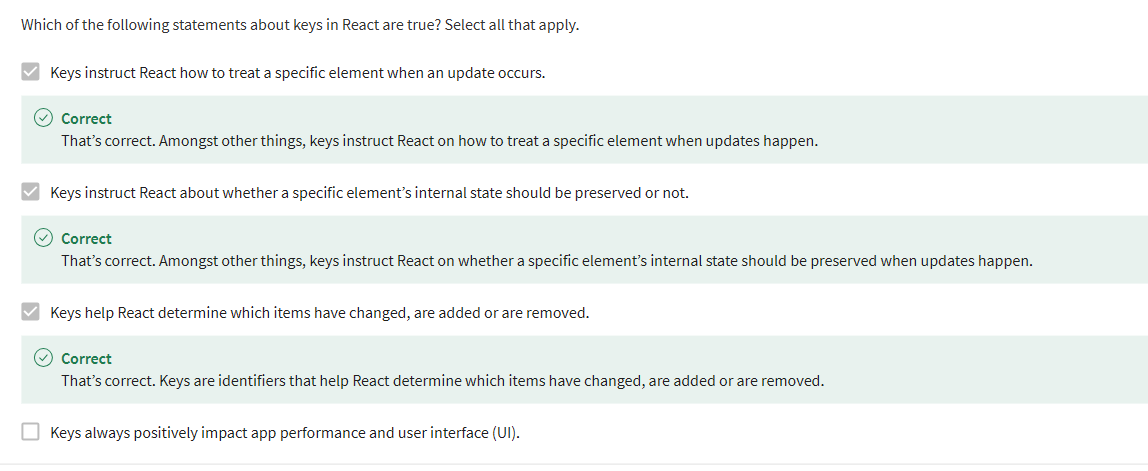 Which of the following statements about keys in React are true? Select all that apply.
Keys instruct React how to treat a specific element when an update occurs.
Correct
That’s correct. Amongst other things, keys instruct React on how to treat a specific element when updates happen.
Keys instruct React about whether a specific element’s internal state should be preserved or not.
Correct
That’s correct. Amongst other things, keys instruct React on whether a specific element’s internal state should be preserved when updates happen.
Keys help React determine which items have changed, are added or are removed.
Correct
That’s correct. Keys are identifiers that help React determine which items have changed, are added or are removed.
Keys always positively impact app performance and user interface (UI).